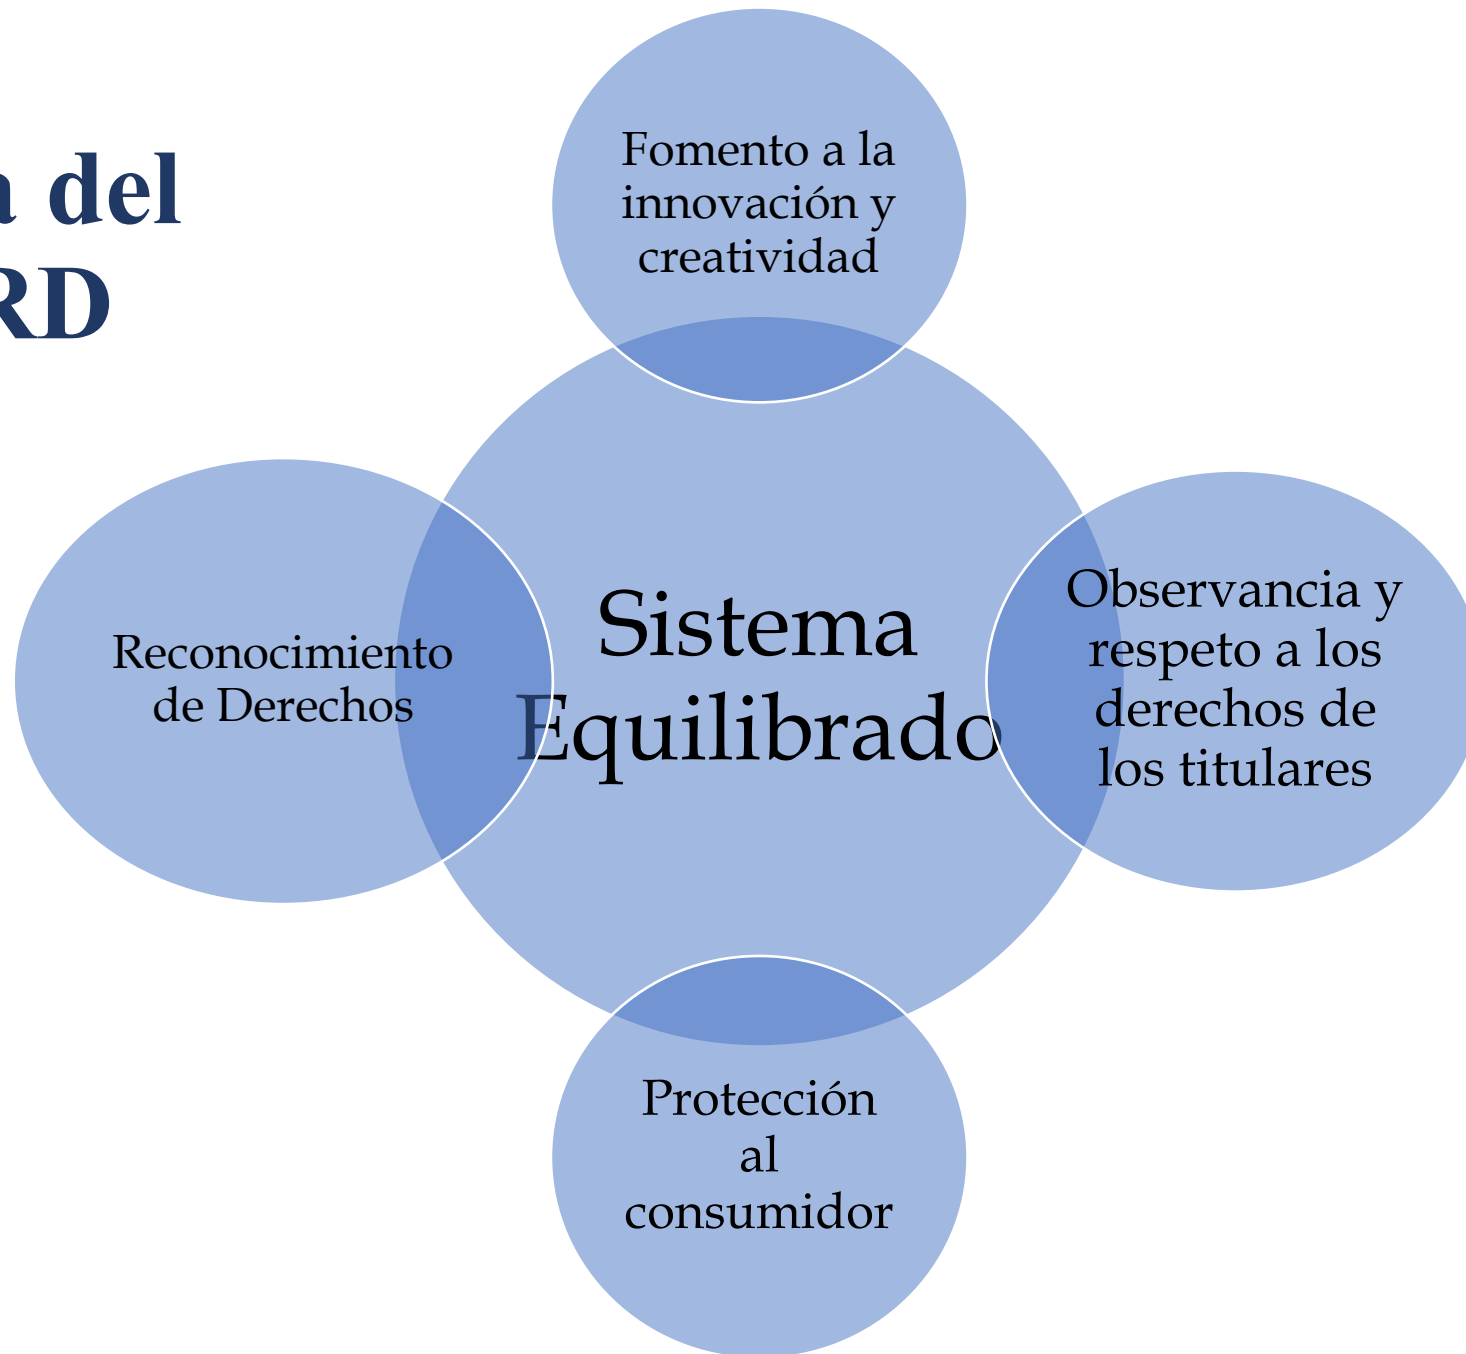 a del
RD
Fomento a la
innovación y
creatividad
Reconocimiento
de Derechos
Sistema
Equilibrado
Observancia y
respeto a los
derechos de
los titulares
Protección
al
consumidor